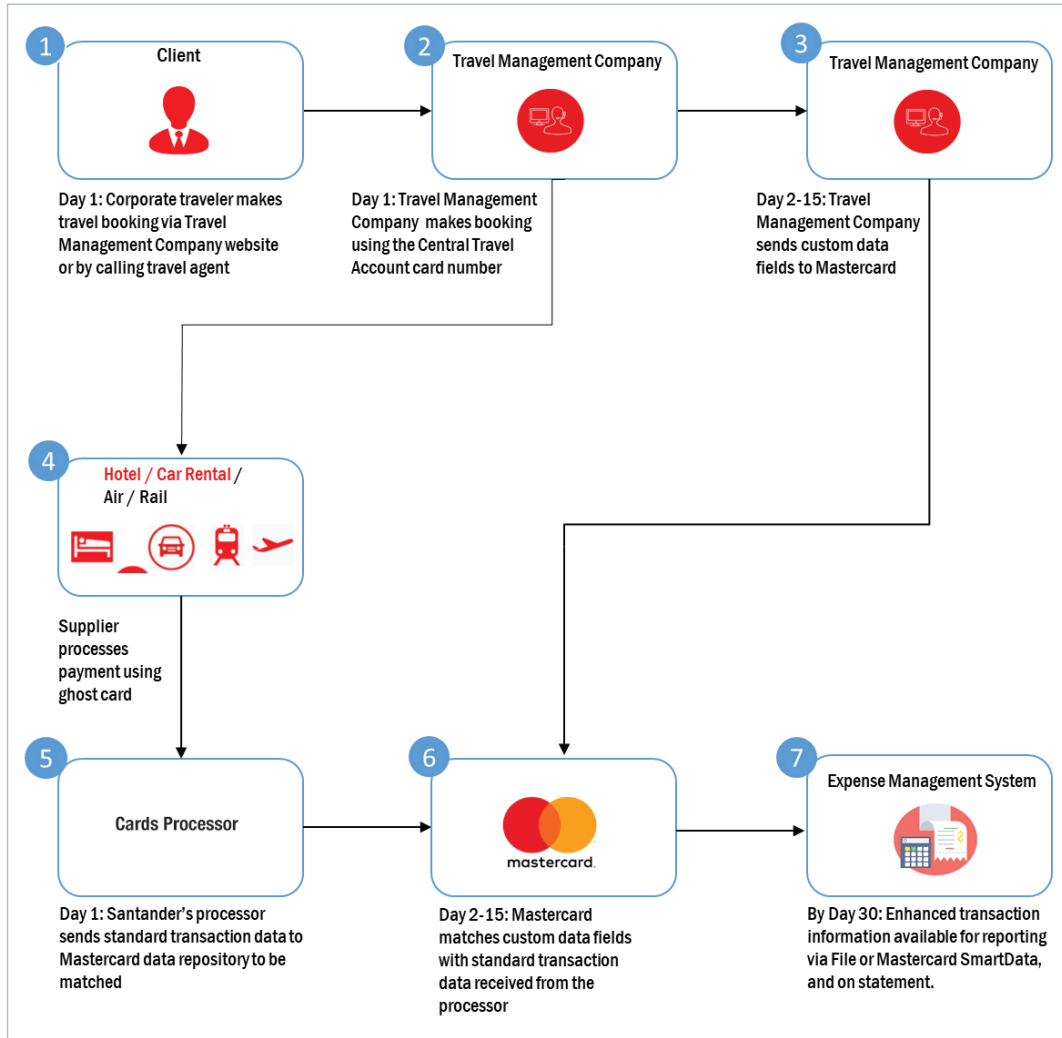 1
Client
Day 1: Corporate traveler makes
travel booking via Travel
Management Company website
or by calling travel agent
2
Travel Management Company
Day 1: Travel Management
Company makes booking
using the Central Travel
Account card number
3
Travel Management Company
Day 2-15: Travel
Management Company
sends custom data
fields to Mastercard
4
Hotel / Car Rental /
Air / Rail
Supplier
processes
payment using
ghost card
5
Cards Processor
Day 1: Santander's processor
sends standard transaction data to
Mastercard data repository to be
matched
6
mastercard.
Day 2-15: Mastercard
matches custom data fields
with standard transaction
data received from the
processor
7
Expense Management System
By Day 30: Enhanced transaction
information available for reporting
via File or Mastercard SmartData,
and on statement.